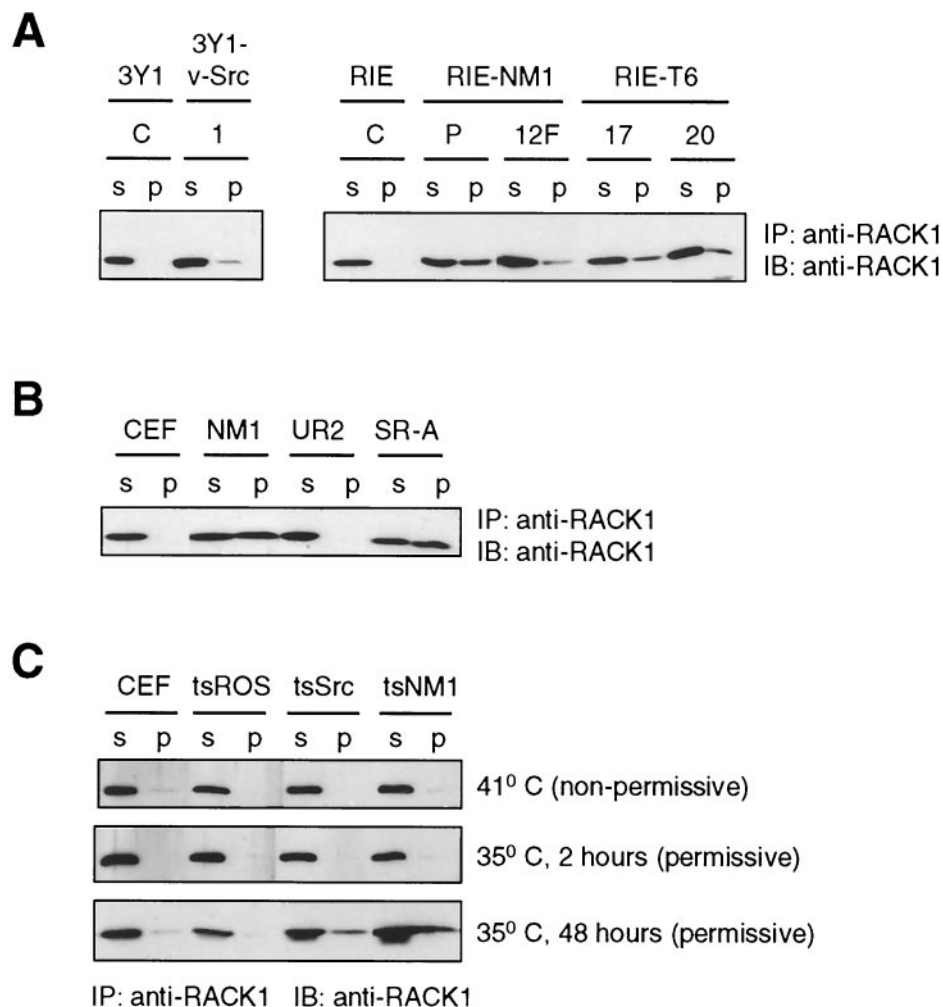 A
3Y1 3Y1-
v-Src RIE RIE-NM1 RIE-T6
C 1 C P 12F 17 20
s p s p s p s p s p s p s p
IP: anti-RACK1
IB: anti-RACK1
B
CEF NM1 UR2 SR-A
s p s p s p s p
IP: anti-RACK1
IB: anti-RACK1
C
CEF tsROS tsSrc tsNM1
s p s p s p s p
41⁰ C (non-permissive)
35⁰ C, 2 hours (permissive)
35⁰ C, 48 hours (permissive)
IP: anti-RACK1 IB: anti-RACK1